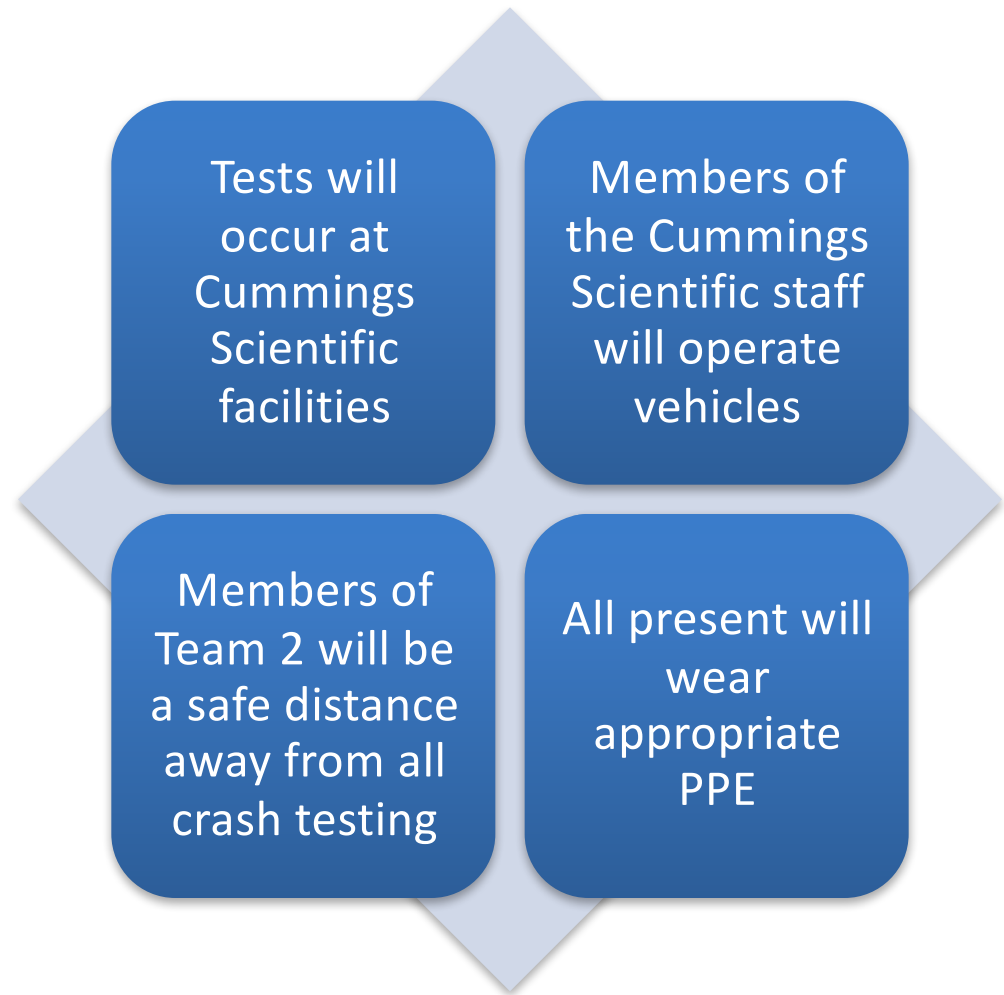 Tests will
occur at
Cummings
Scientific
facilities
Members of
the Cummings
Scientific staff
will operate
vehicles
Members of
Team 2 will be
a safe distance
away from all
crash testing
All present will
wear
appropriate
PPE